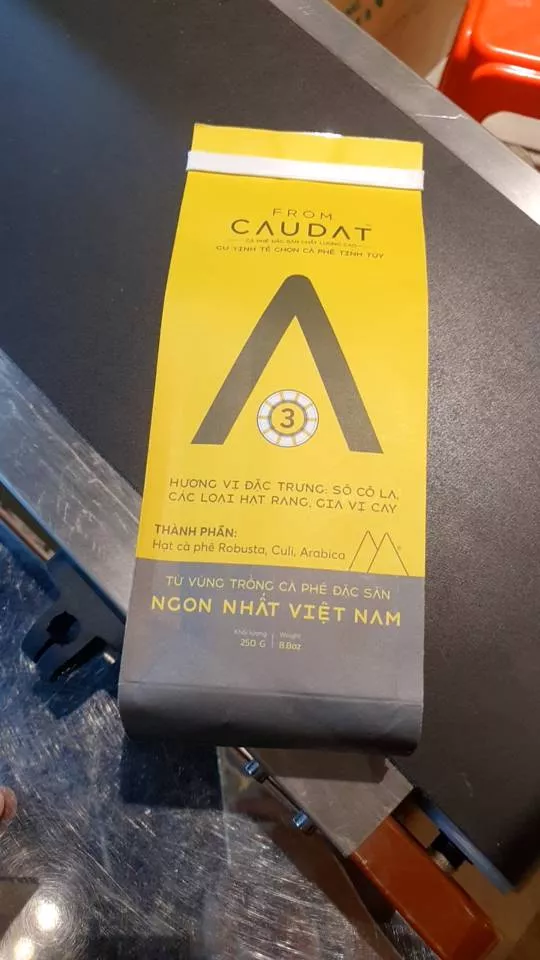 FROM
CAUDAT™
CÀ PHÊ ĐẶC SẢN CHẤT LƯỢNG CAO
CỰ TINH TẾ CHỌN CÀ PHÊ TINH TÚY
3
HƯƠNG VỊ ĐẶC TRƯNG: SÔ CÔ LA,
CÁC LOẠI HẠT RANG, GIA VỊ CAY
THÀNH PHẦN:
Hạt cà phê Robusta, Culi, Arabica
TỪ VÙNG TRỒNG CÀ PHÊ ĐẶC SẢN
NGON NHẤT VIỆT NAM
Khối lượng | Weight
250 G | 8.8oz